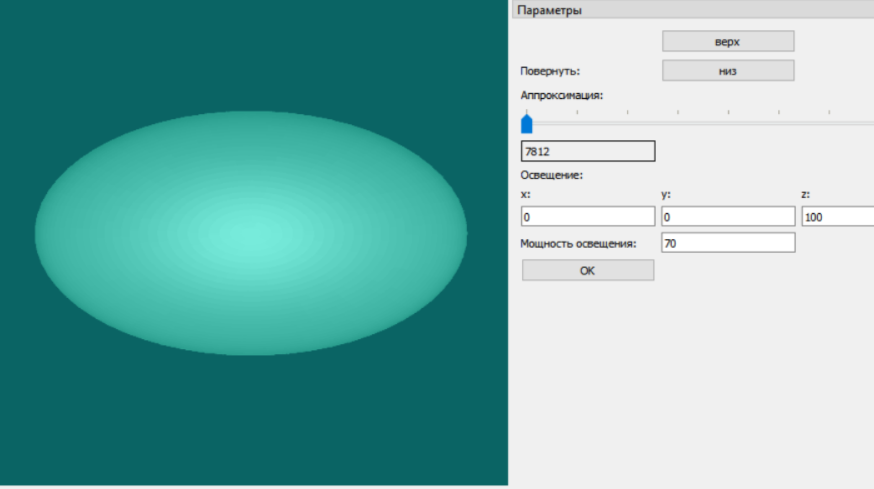 Параметры
верх
Повернуть:
низ
Аппроксимация:
7812
Освещение:
x: y: z:
0 0 100
Мощность освещения: 70
OK